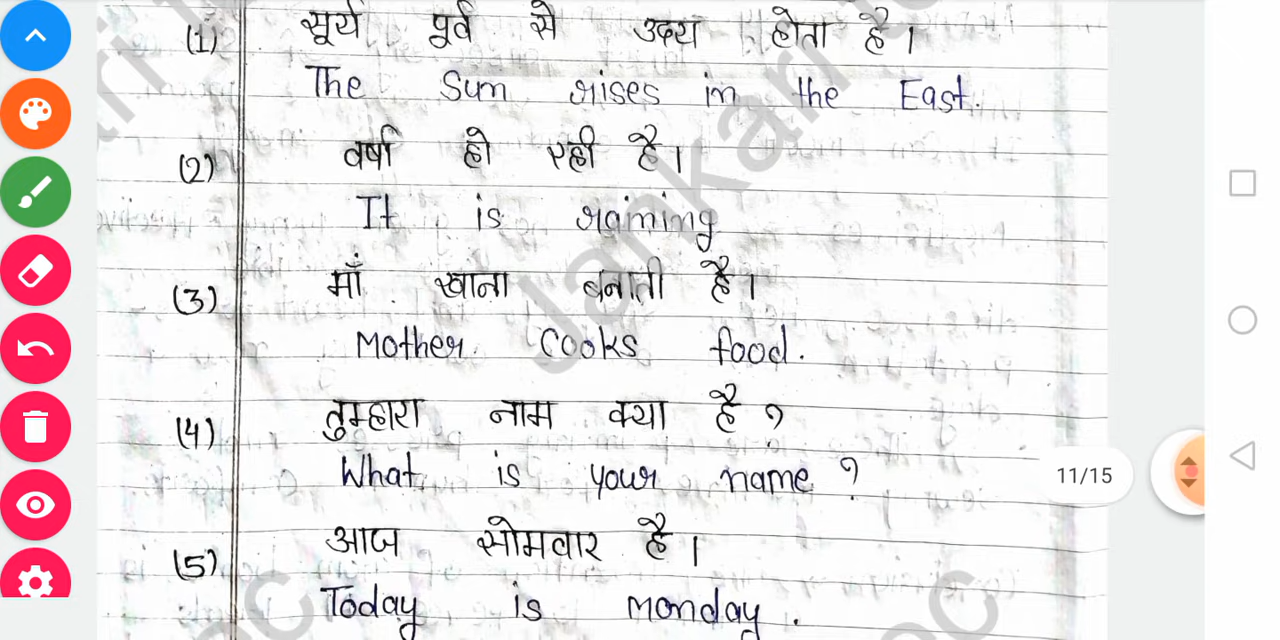 (1) सूर्य पूर्व से उदय होता है।
The Sun rises in the East.
(2) वर्षा हो रही है।
It is raining
(3) माँ खाना बनाती है।
Mother Cooks food.
(4) तुम्हारा नाम क्या है ?
What is your name ?
11/15
(5) आज सोमवार है।
Today is monday.
Jankari